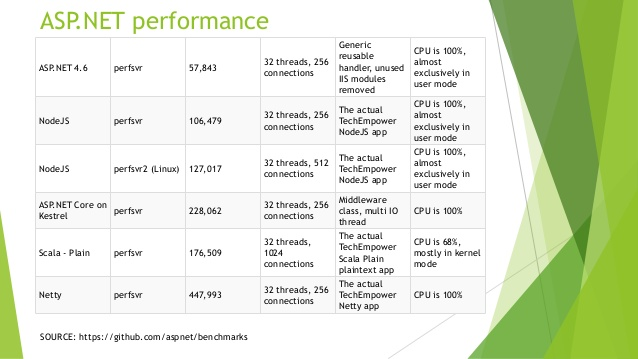 ASP.NET performance
ASP.NET 4.6 perfsvr 57,843 32 threads, 256 connections Generic reusable handler, unused IIS modules removed CPU is 100%, almost exclusively in user mode
NodeJS perfsvr 106,479 32 threads, 256 connections The actual TechEmpower NodeJS app CPU is 100%, almost exclusively in user mode
NodeJS perfsvr2 (Linux) 127,017 32 threads, 512 connections The actual TechEmpower NodeJS app CPU is 100%, almost exclusively in user mode
ASP.NET Core on Kestrel perfsvr 228,062 32 threads, 256 connections Middleware class, multi IO thread CPU is 100%
Scala - Plain perfsvr 176,509 32 threads, 1024 connections The actual TechEmpower Scala Plain plaintext app CPU is 68%, mostly in kernel mode
Netty perfsvr 447,993 32 threads, 256 connections The actual TechEmpower Netty app CPU is 100%
SOURCE: https://github.com/aspnet/benchmarks